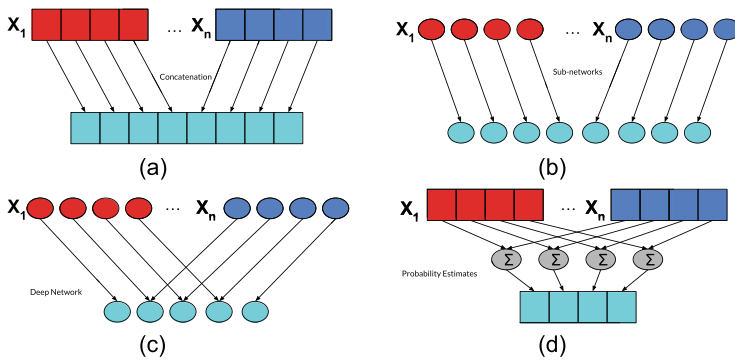 X1 ... Xn
Concatenation
(a)
X1 ... Xn
Sub-networks
(b)
X1 ... Xn
Deep Network
(c)
X1 ... Xn
Σ Σ Σ Σ
Probability Estimates
(d)